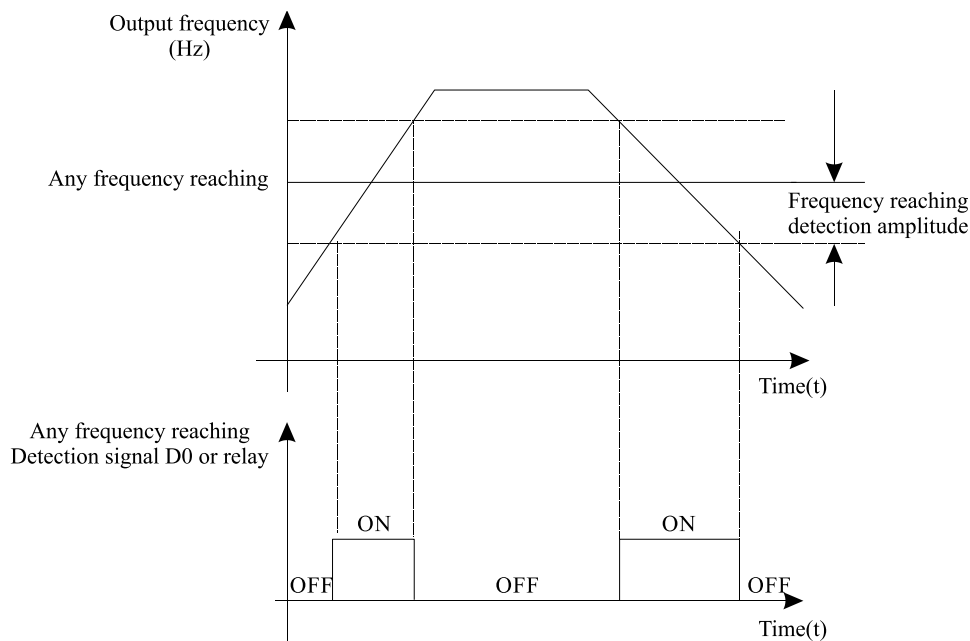 Output frequency
(Hz)
Any frequency reaching
Frequency reaching
detection amplitude
Time(t)
Any frequency reaching
Detection signal D0 or relay
ON
ON
OFF
OFF
OFF
Time(t)